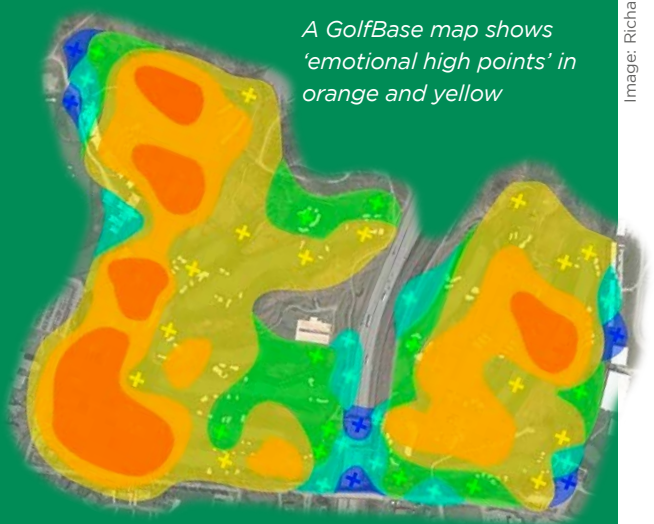 A GolfBase map shows
‘emotional high points’ in
orange and yellow
Image: Richa